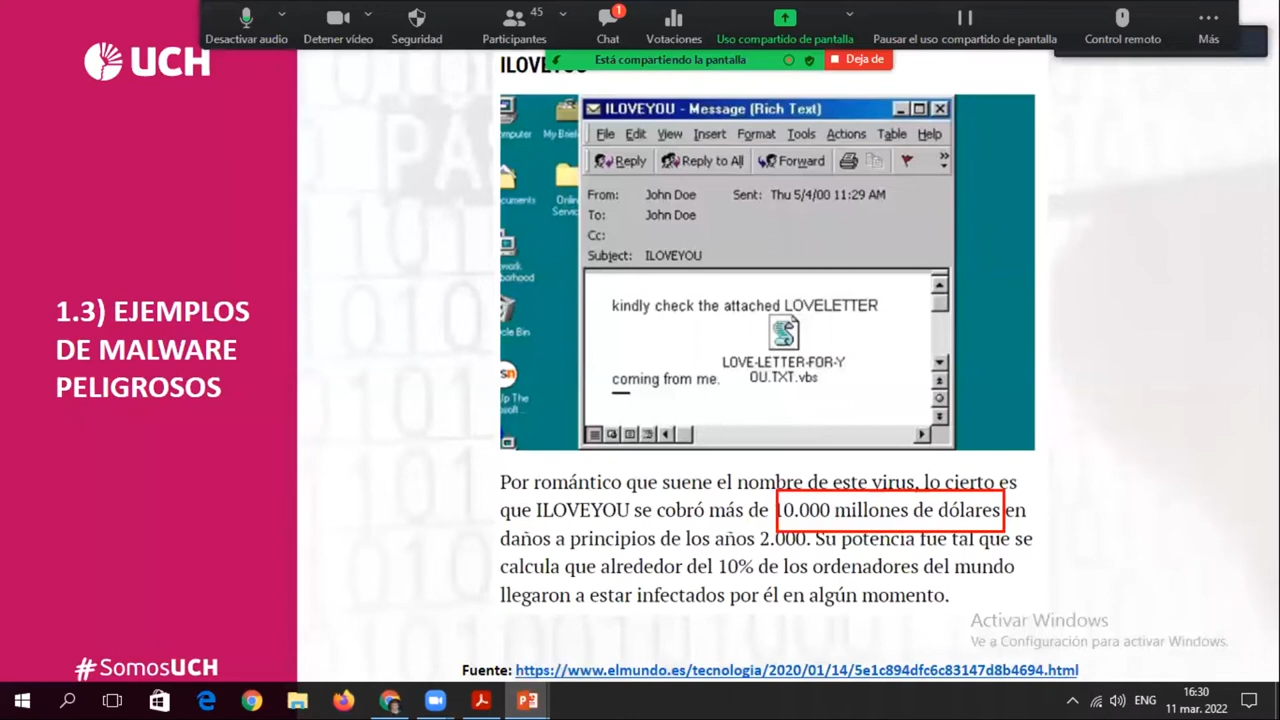 45
1
Desactivar audio
Detener vídeo
Seguridad
Participantes
Chat
Votaciones
Uso compartido de pantalla
Pausar el uso compartido de pantalla
Control remoto
Más
Está compartiendo la pantalla
Deja de
UCH
ILOVEYOU
ILOVEYOU - Message (Rich Text)
File Edit View Insert Format Tools Actions Table Help
Reply Reply to All Forward
From: John Doe Sent: Thu 5/4/00 11:29 AM
To: John Doe
Cc:
Subject: ILOVEYOU
kindly check the attached LOVELETTER
LOVE-LETTER-FOR-Y
OU.TXT.vbs
coming from me.
1.3) EJEMPLOS
DE MALWARE
PELIGROSOS
Por romántico que suene el nombre de este virus, lo cierto es
que ILOVEYOU se cobró más de 10.000 millones de dólares en
daños a principios de los años 2.000. Su potencia fue tal que se
calcula que alrededor del 10% de los ordenadores del mundo
llegaron a estar infectados por él en algún momento.
Activar Windows
Ve a Configuración para activar Windows.
#SomosUCH
Fuente: https://www.elmundo.es/tecnologia/2020/01/14/5e1c894dfc6c83147d8b4694.html
ENG
16:30
11 mar. 2022